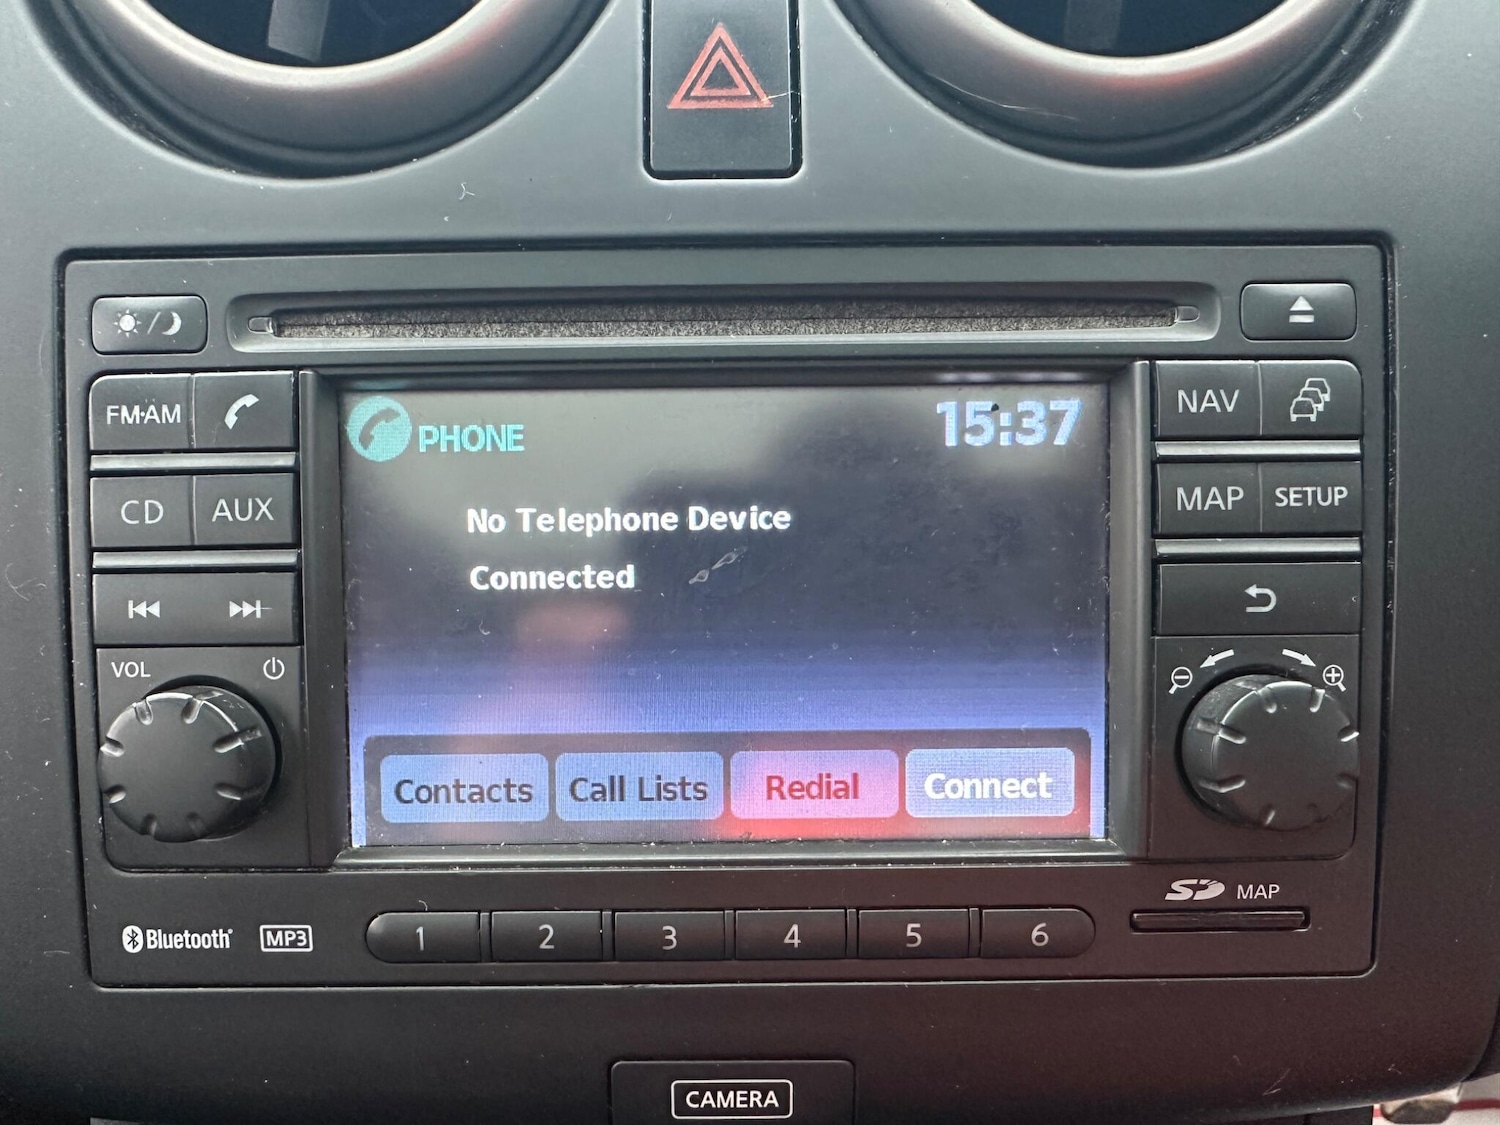 FM·AM
CD
AUX
VOL
PHONE
15:37
No Telephone Device
Connected
Contacts
Call Lists
Redial
Connect
NAV
MAP
SETUP
Bluetooth
MP3
1
2
3
4
5
6
SD MAP
CAMERA